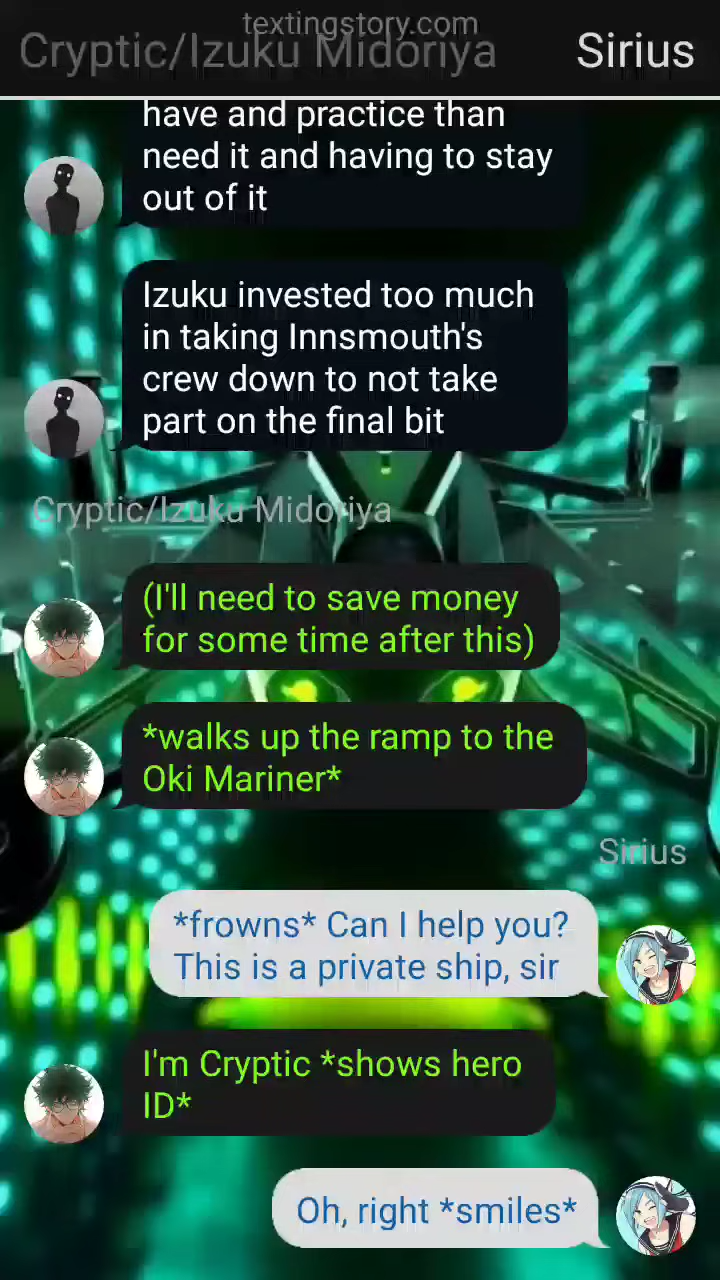 textingstory.com
Cryptic/Izuku Midoriya
Sirius
have and practice than
need it and having to stay
out of it
Izuku invested too much
in taking Innsmouth's
crew down to not take
part on the final bit
Cryptic/Izuku Midoriya
(I'll need to save money
for some time after this)
*walks up the ramp to the
Oki Mariner*
Sirius
*frowns* Can I help you?
This is a private ship, sir
I'm Cryptic *shows hero
ID*
Oh, right *smiles*